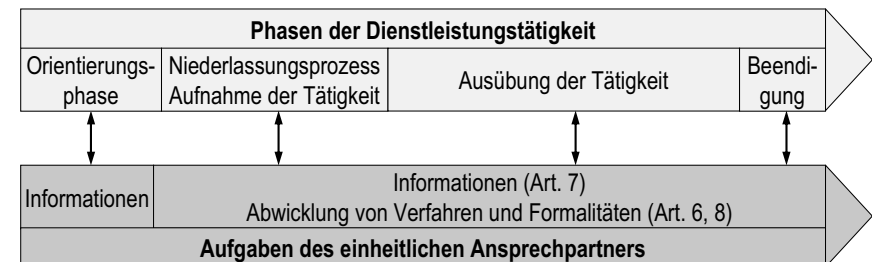 Phasen der Dienstleistungstätigkeit
Orientierungs-
phase
Niederlassungsprozess
Aufnahme der Tätigkeit
Ausübung der Tätigkeit
Beendi-
gung
Informationen
Informationen (Art. 7)
Abwicklung von Verfahren und Formalitäten (Art. 6, 8)
Aufgaben des einheitlichen Ansprechpartners